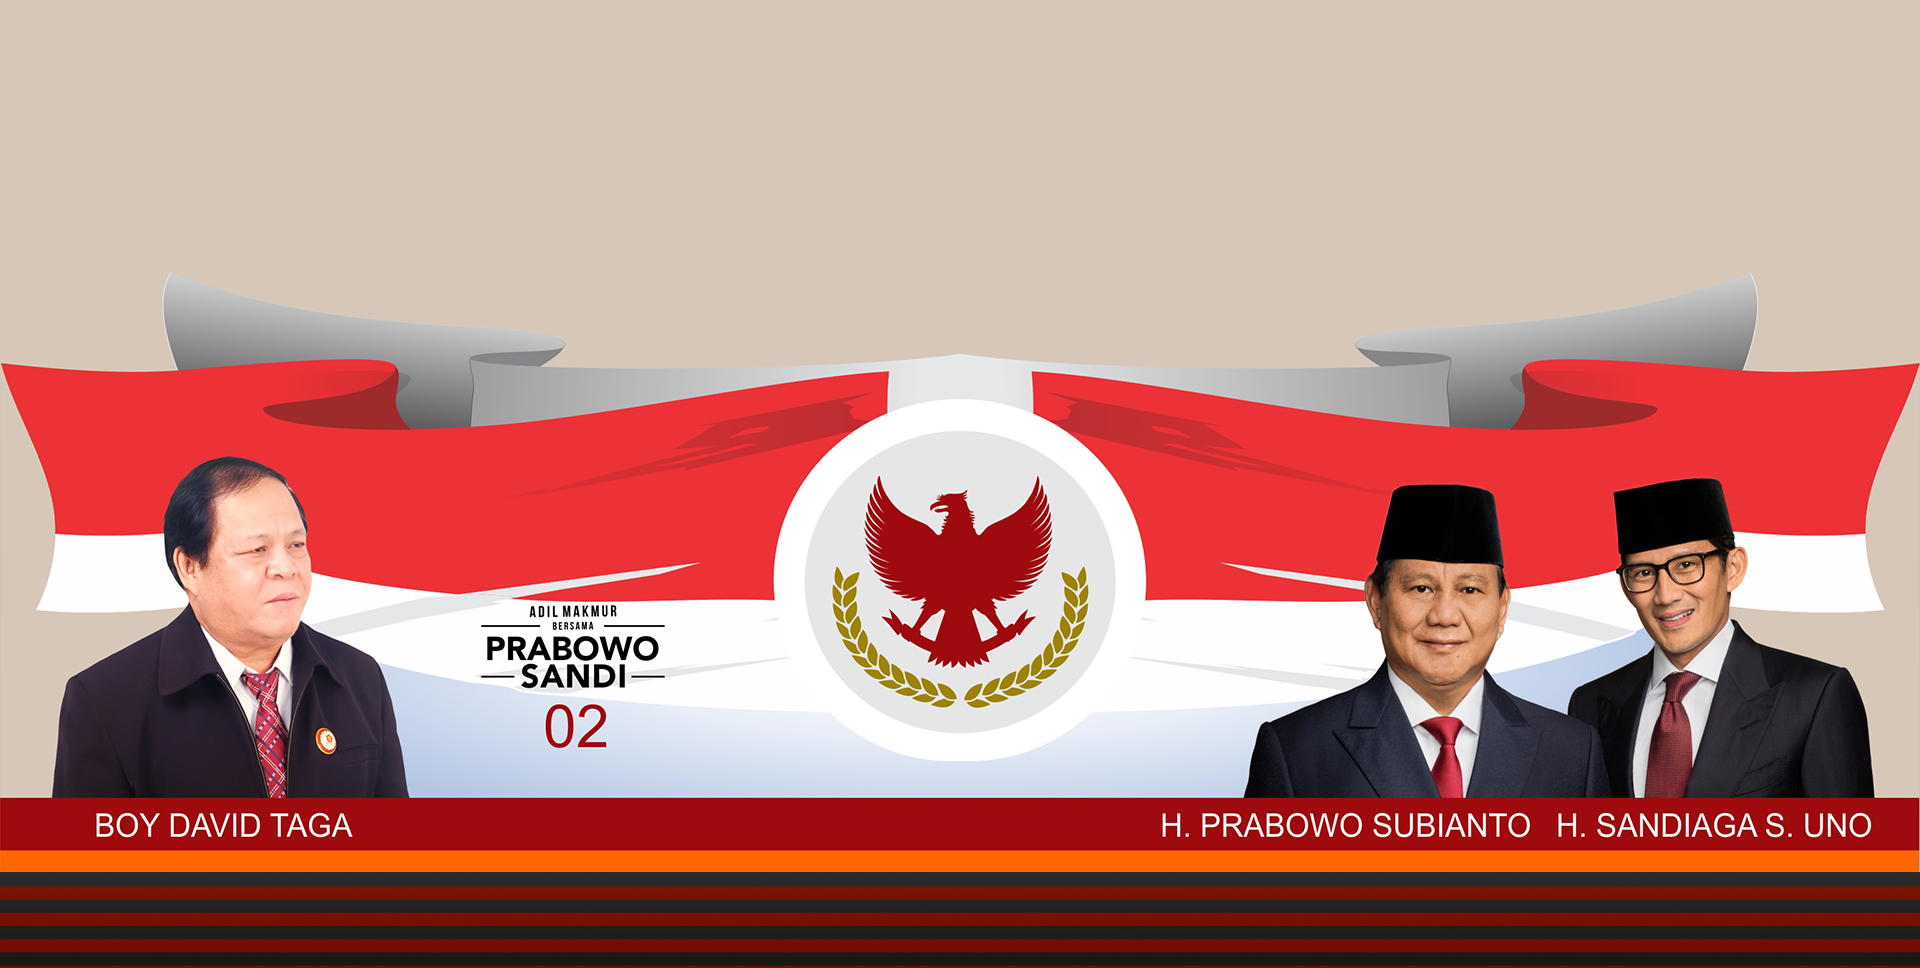 ADIL MAKMUR
BERSAMA
PRABOWO
SANDI
02
BOY DAVID TAGA
H. PRABOWO SUBIANTO H. SANDIAGA S. UNO